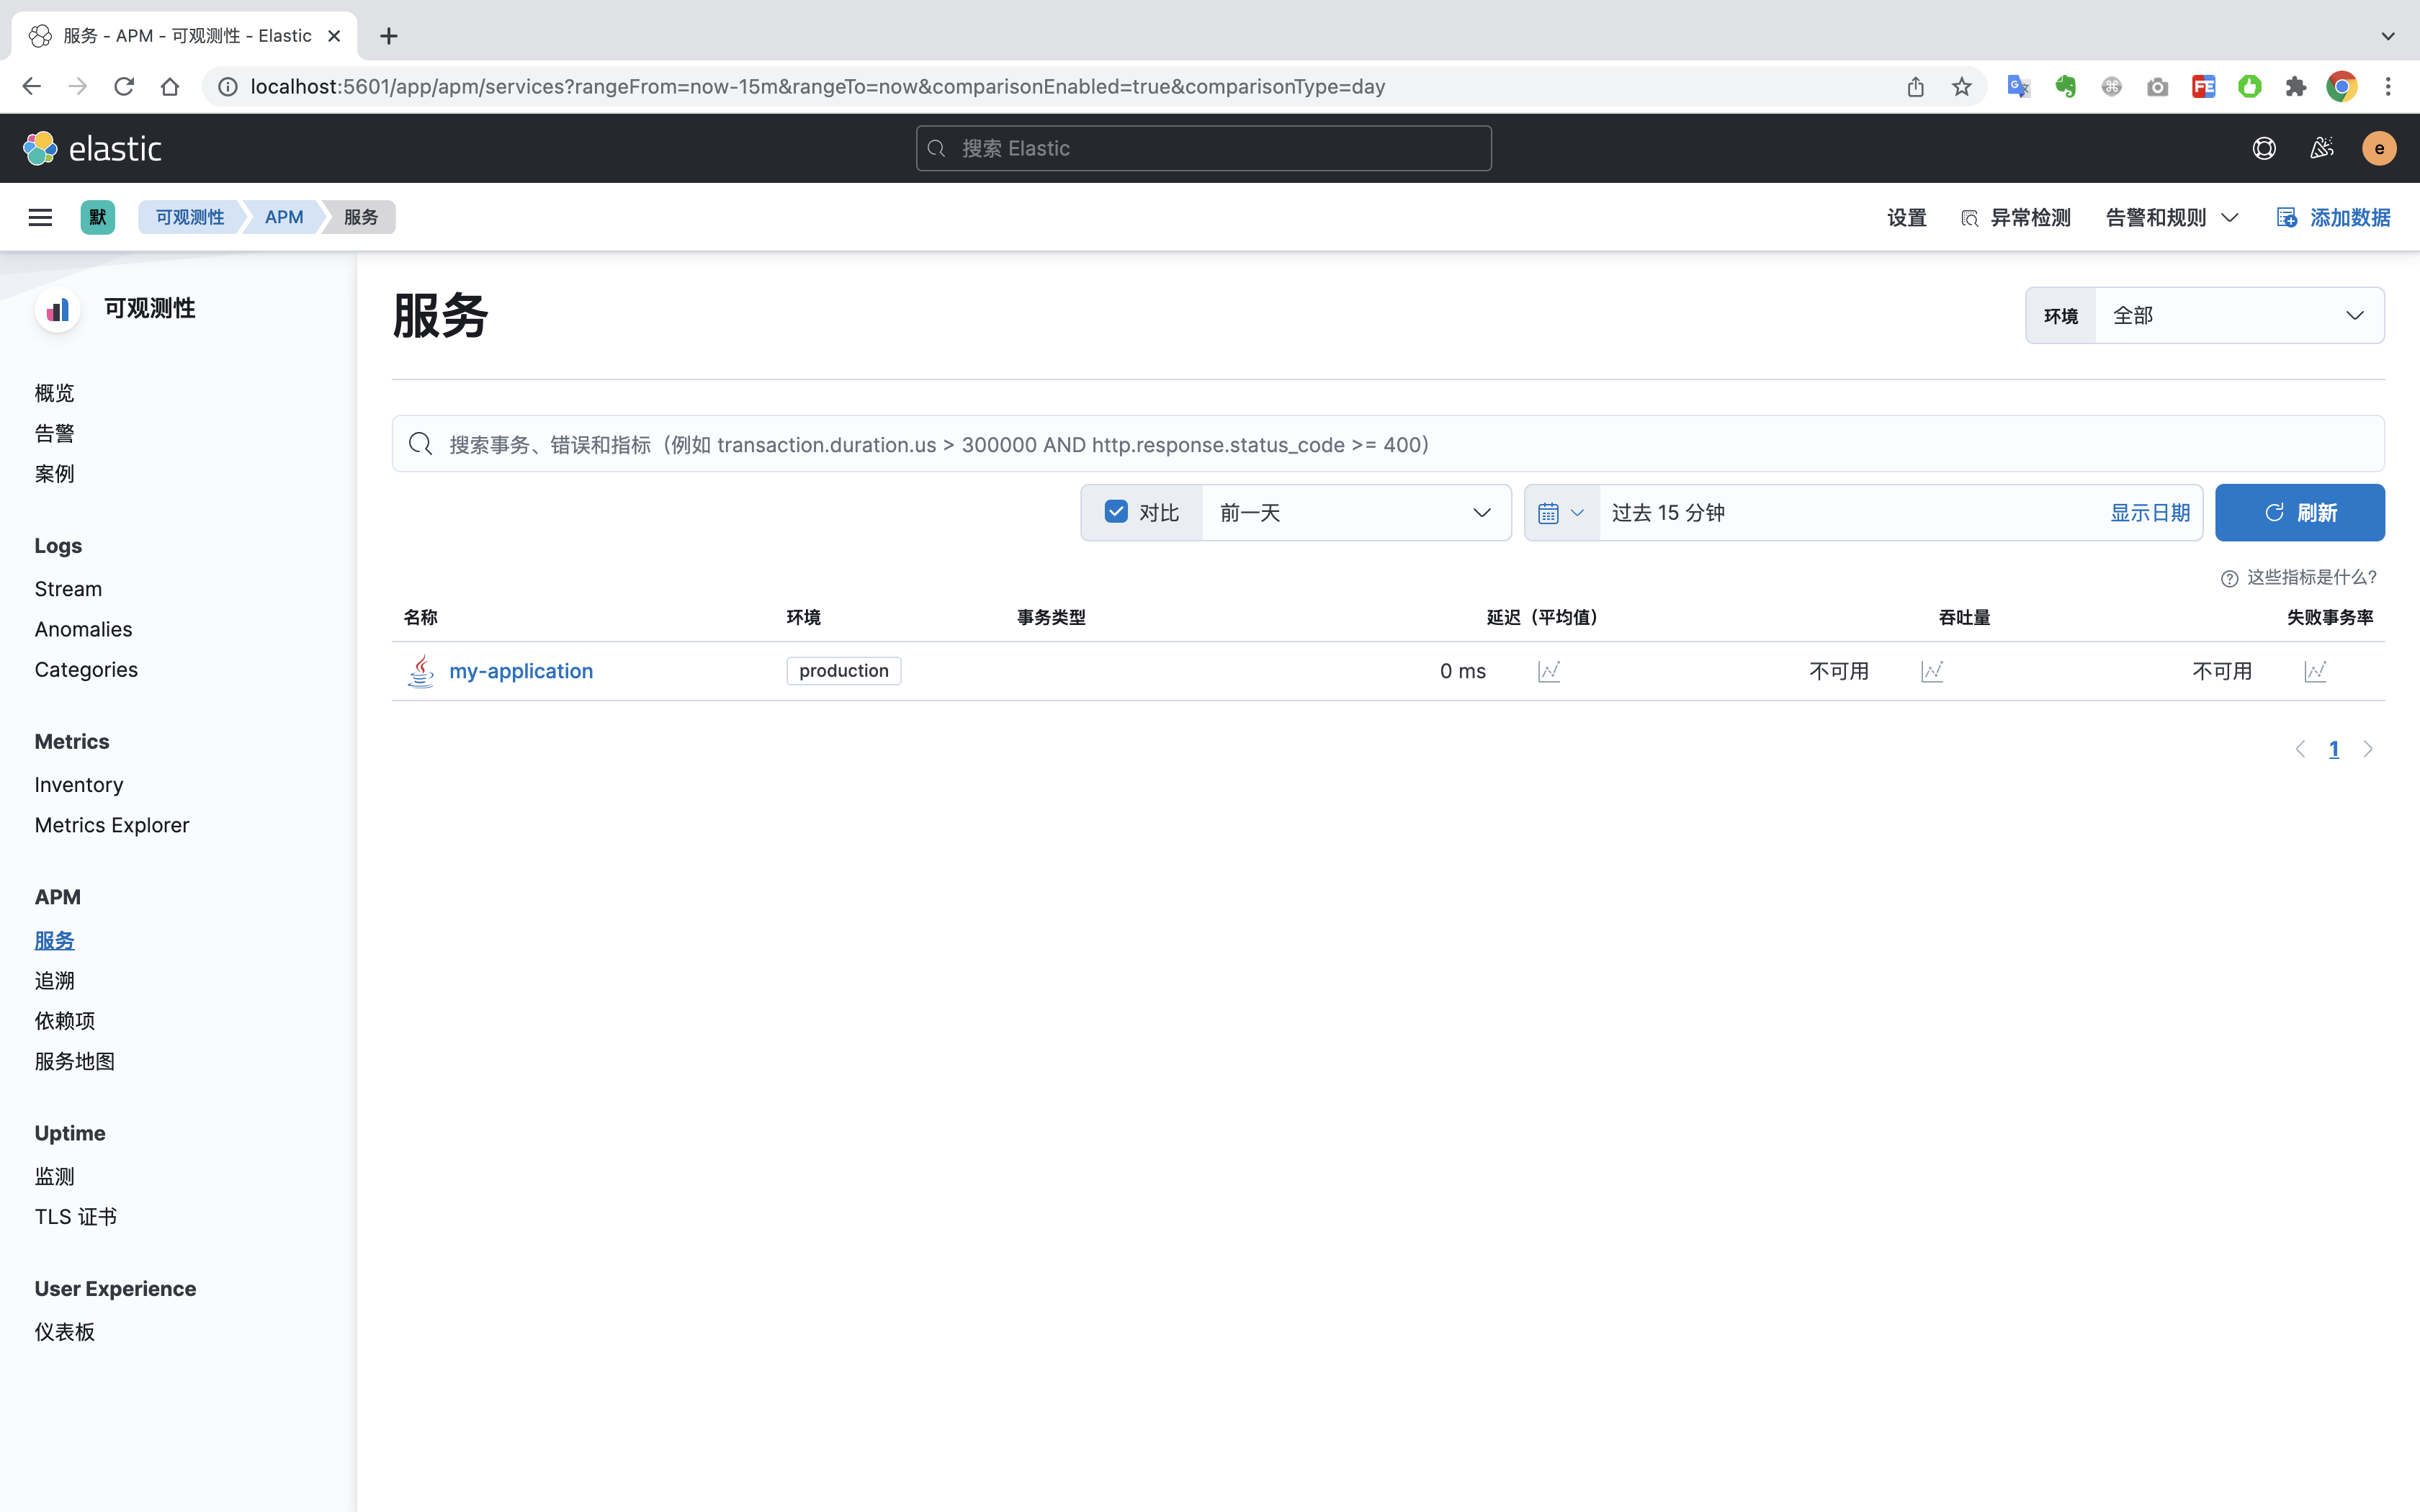 服务 - APM - 可观测性 - Elastic
localhost:5601/app/apm/services?rangeFrom=now-15m&rangeTo=now&comparisonEnabled=true&comparisonType=day
FE
elastic
搜索 Elastic
e
默
可观测性 APM 服务
设置 异常检测 告警和规则 添加数据
可观测性
概览
告警
案例
Logs
Stream
Anomalies
Categories
Metrics
Inventory
Metrics Explorer
APM
服务
追溯
依赖项
服务地图
Uptime
监测
TLS 证书
User Experience
仪表板
服务
环境 全部
搜索事务、错误和指标（例如 transaction.duration.us > 300000 AND http.response.status_code >= 400）
对比 前一天 过去 15 分钟 显示日期 刷新
这些指标是什么?
名称 环境 事务类型 延迟（平均值） 吞吐量 失败事务率
my-application production 0 ms 不可用 不可用
1